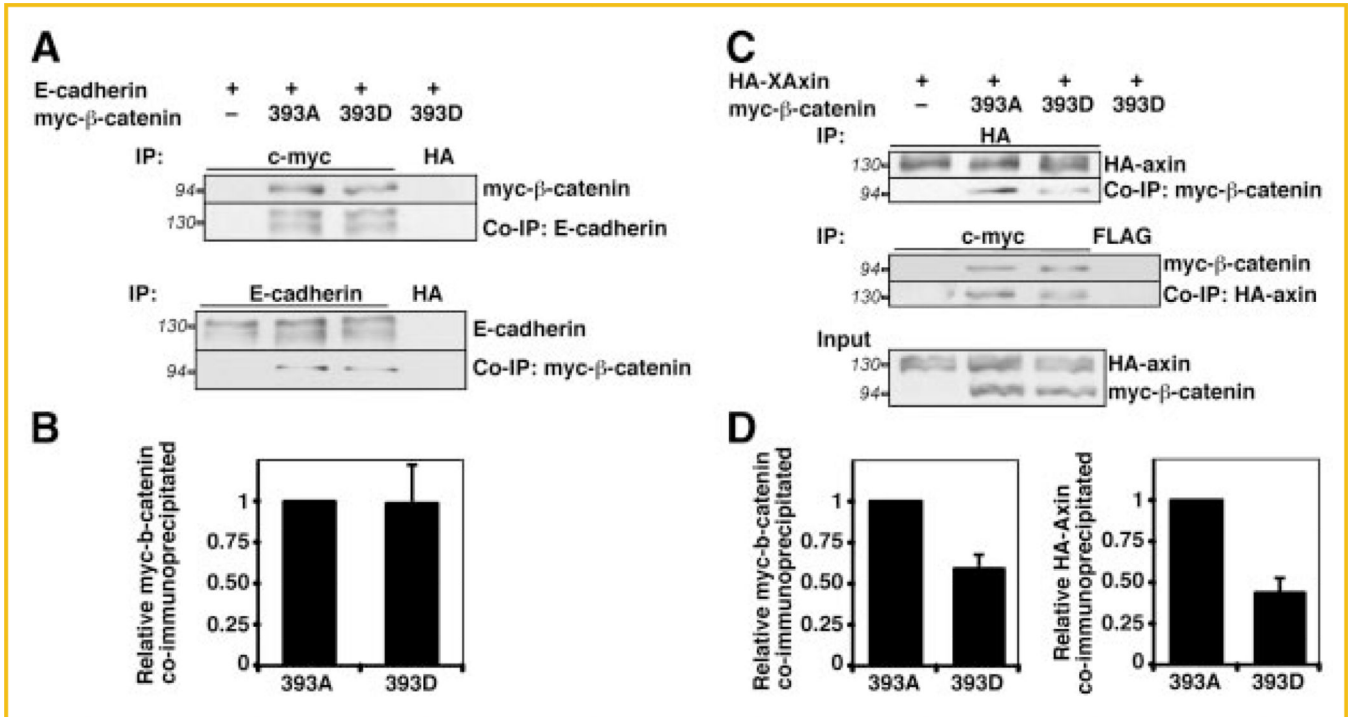 A
E-cadherin + + + +
myc-β-catenin – 393A 393D 393D
IP: c-myc HA
94 myc-β-catenin
130 Co-IP: E-cadherin
IP: E-cadherin HA
130 E-cadherin
94 Co-IP: myc-β-catenin
B
Relative myc-b-catenin
co-immunoprecipitated
1
0.75
0.50
0.25
0
393A 393D
C
HA-XAxin + + + +
myc-β-catenin – 393A 393D 393D
IP: HA
130 HA-axin
94 Co-IP: myc-β-catenin
IP: c-myc FLAG
94 myc-β-catenin
130 Co-IP: HA-axin
Input
130 HA-axin
94 myc-β-catenin
D
Relative myc-b-catenin
co-immunoprecipitated
1
0.75
0.50
0.25
0
393A 393D
Relative HA-Axin
co-immunoprecipitated
1
0.75
0.50
0.25
0
393A 393D